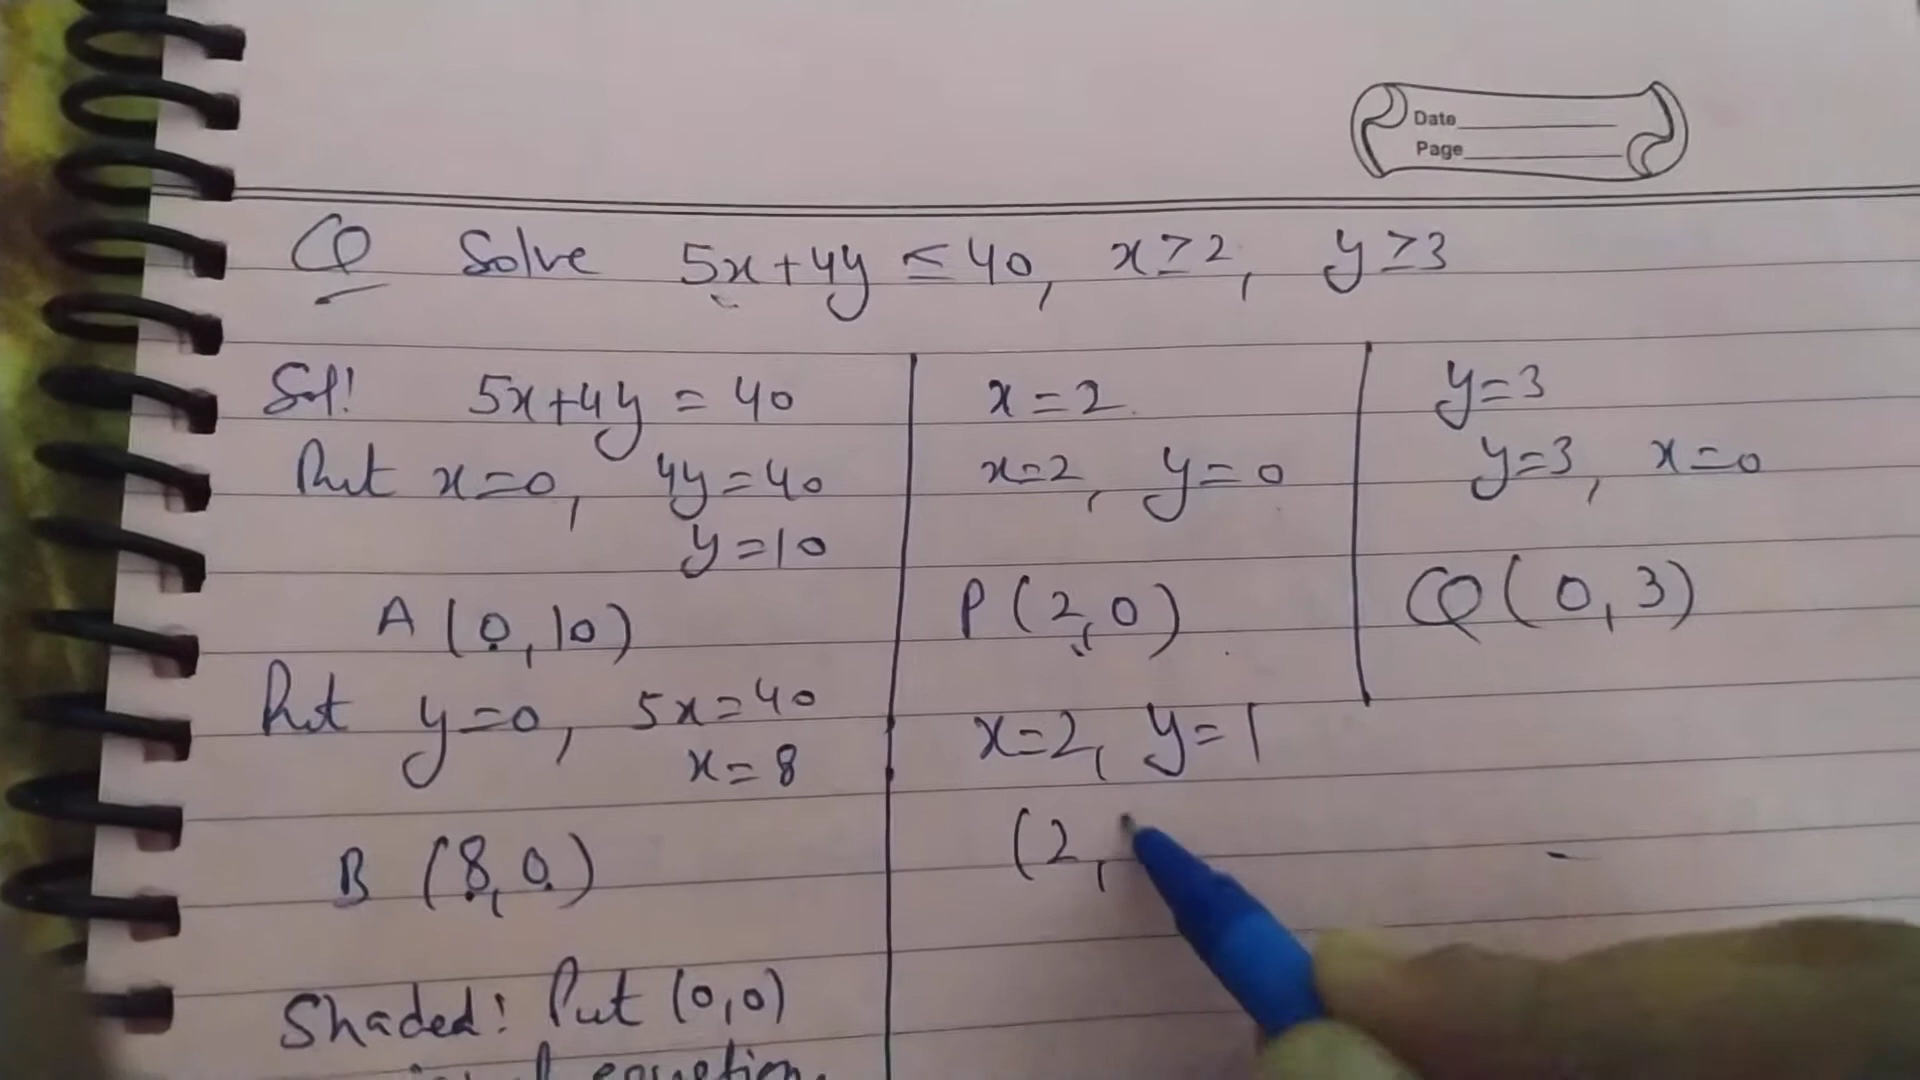 Date
Page
Q Solve 5x+4y ≤ 40, x ≥ 2, y ≥ 3
Sol! 5x+4y = 40
Put x=0, 4y=40
y=10
A (0,10)
Put y=0, 5x=40
x=8
B (8,0)
Shaded! Put (0,0)
equation.
x=2
x=2, y=0
P(2,0)
x=2, y=1
(2,
y=3
y=3, x=0
Q(0,3)